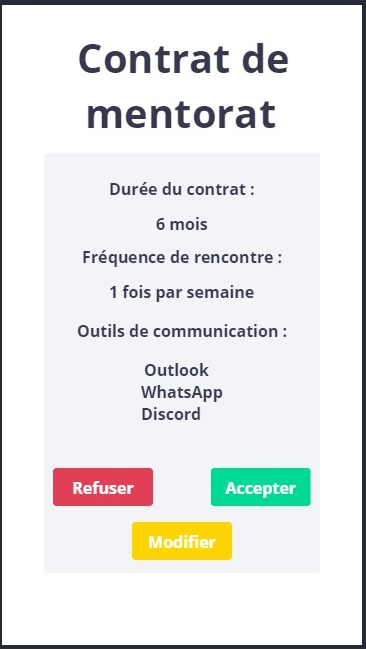 Contrat de
mentorat
Durée du contrat :
6 mois
Fréquence de rencontre :
1 fois par semaine
Outils de communication :
Outlook
WhatsApp
Discord
Refuser
Accepter
Modifier